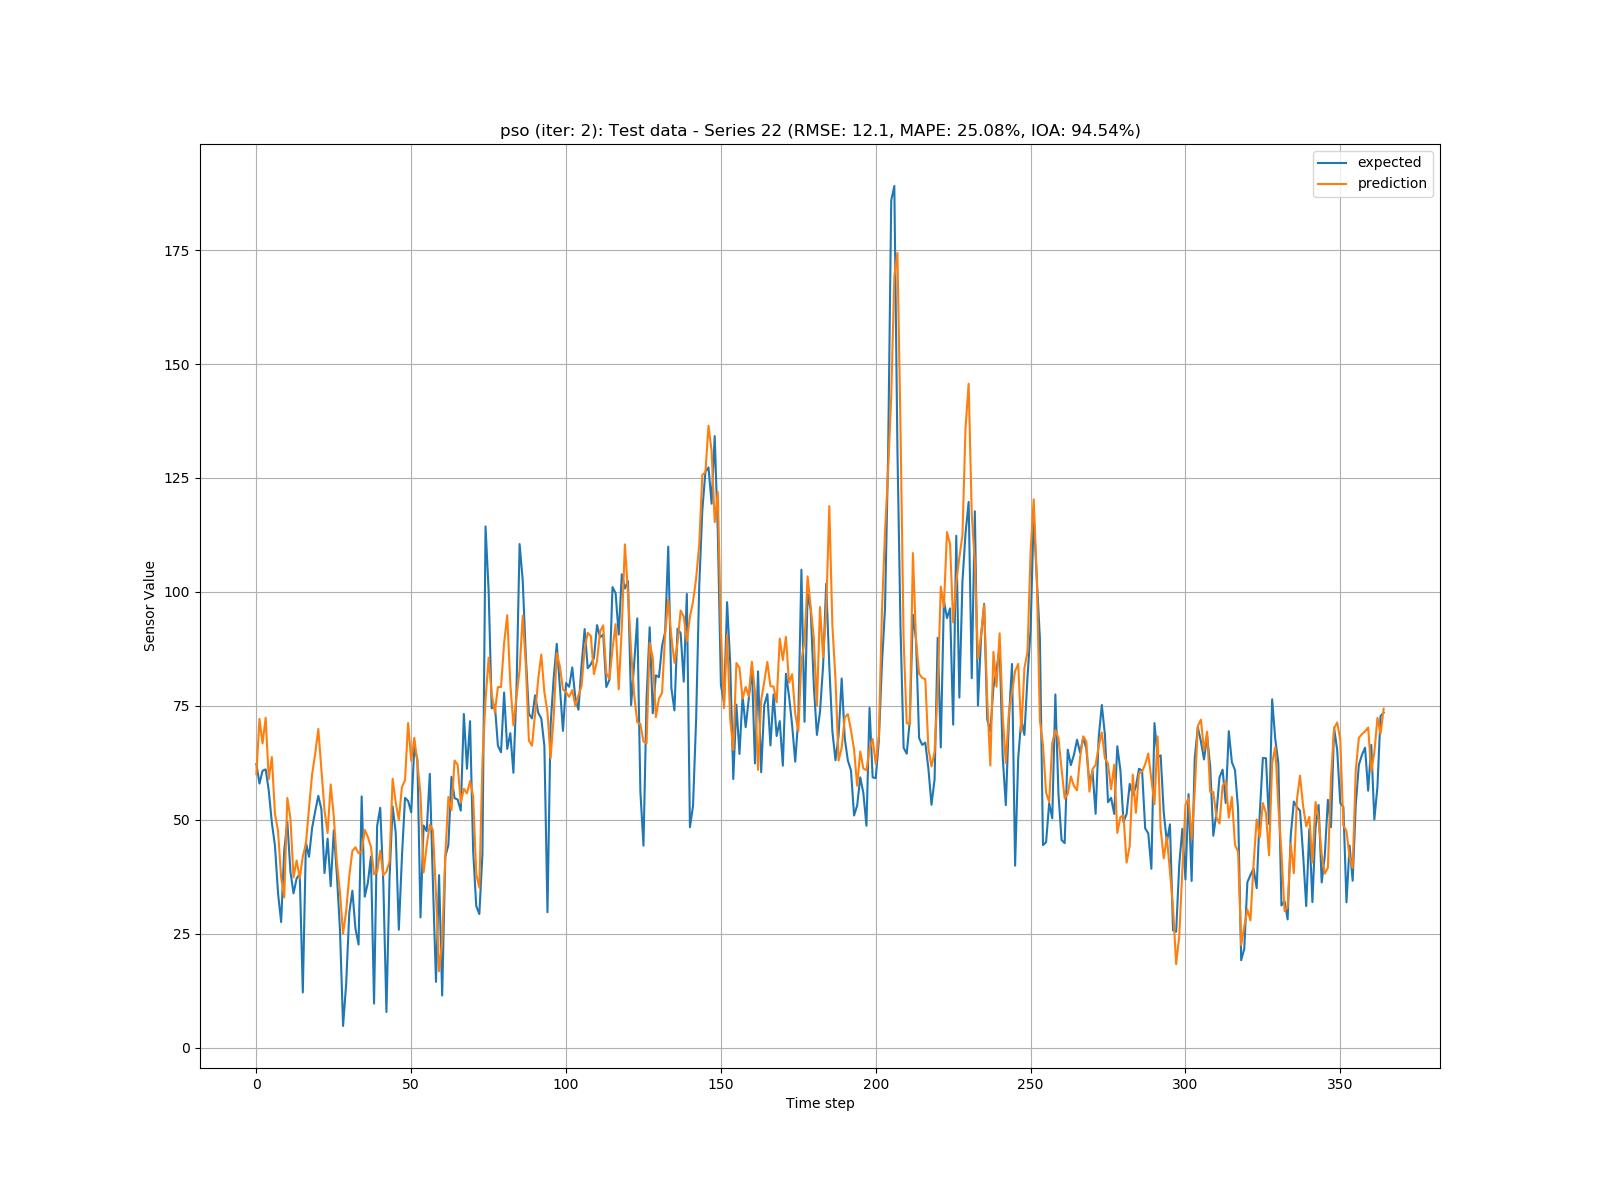 pso (iter: 2): Test data - Series 22 (RMSE: 12.1, MAPE: 25.08%, IOA: 94.54%)
expected
prediction
175
150
125
100
75
50
25
0
Sensor Value
0 50 100 150 200 250 300 350
Time step